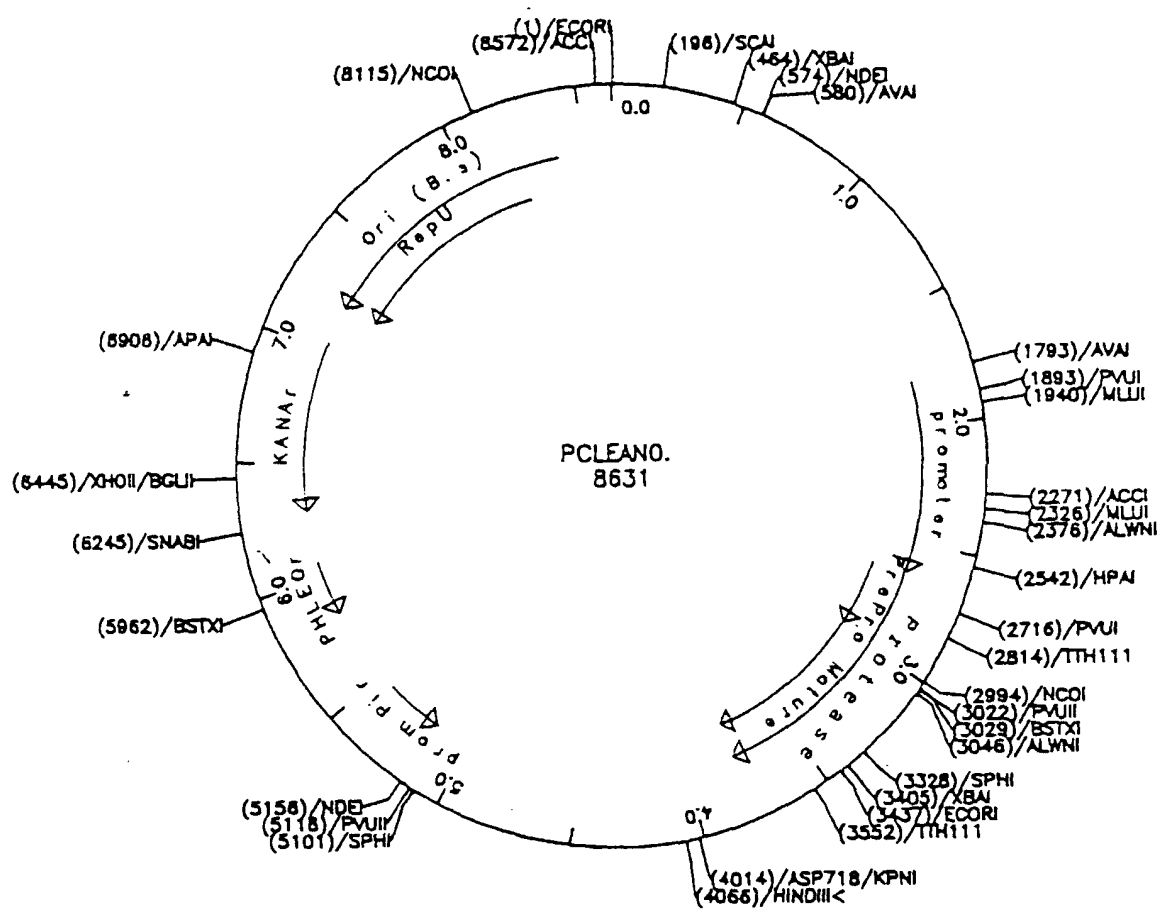 (1)/ECORI
(8572)/ACCI
(196)/SCAI
(464)/XBAI
(574)/NDEI
(580)/AVAI
(8115)/NCOI
0.0
8.0
1.0
Ori (B.s)
RepU
7.0
(6908)/APAI
(1793)/AVAI
(1893)/PVUI
(1940)/MLUI
2.0
promoter
KANAr
PCLEANO.
8631
(6445)/XHOII/BGLII
(2271)/ACCI
(2326)/MLUI
(2376)/ALWNI
(6245)/SNABI
(2542)/HPAI
PHLEOr
6.0
(5962)/BSTXI
PrePro Mature
protease
(2716)/PVUI
(2814)/TTH111
3.0
(2994)/NCOI
(3022)/PVUII
(3029)/BSTXI
(3046)/ALWNI
prom Pir
5.0
(3328)/SPHI
(3405)/XBAI
(3437)/ECORI
(3552)/TTH111
(5158)/NDEI
(5118)/PVUII
(5101)/SPHI
4.0
(4014)/ASP718/KPNI
(4066)/HINDIII<